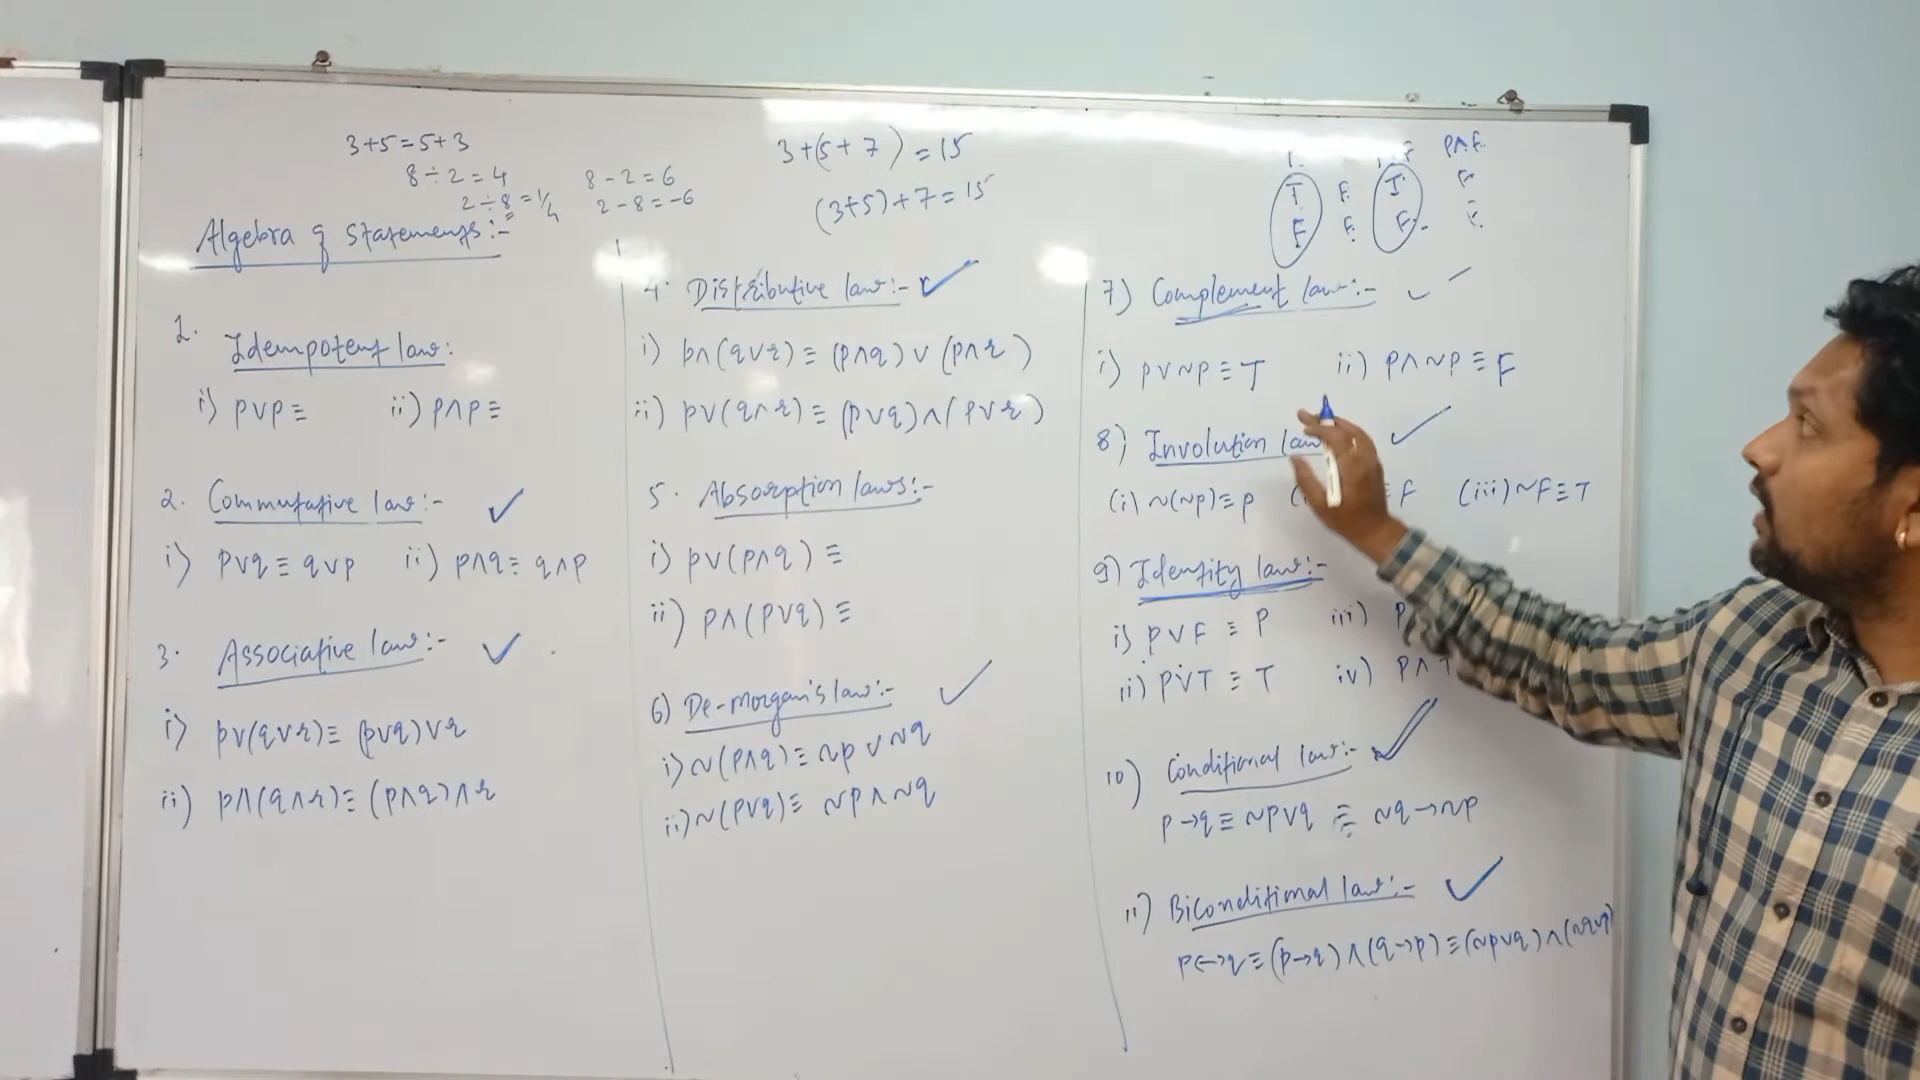 3+5=5+3
8÷2=4
2÷8=1/4
8-2=6
2-8=-6
3+(5+7)=15
(3+5)+7=15
P∧F.
T F. T F
F F. F. F.
Algebra of statements:-
1. Idempotent law:
i) p∨p≡ ii) p∧p≡
2. Commutative law:- ✓
i) p∨q≡ q∨p ii) p∧q≡ q∧p
3. Associative law:- ✓
i) p∨(q∨r)≡ (p∨q)∨r
ii) p∧(q∧r)≡ (p∧q)∧r
4. Distributive law:- ✓
i) p∧(q∨r)≡ (p∧q)∨(p∧r)
ii) p∨(q∧r)≡ (p∨q)∧(p∨r)
5. Absorption laws:-
i) p∨(p∧q)≡
ii) p∧(p∨q)≡
6) De-morgan's law:- ✓
i) ~(p∧q)≡ ~p∨~q
ii) ~(p∨q)≡ ~p∧~q
7) Complement law:- ✓
i) p∨~p≡T ii) p∧~p≡F
8) Involution law ✓
(i) ~(~p)≡p ≡F (iii) ~F≡T
9) Identity law:-
i) p∨F ≡ P iii) P
ii) p∨T ≡ T iv) P∧T
10) Conditional law:- ✓
p→q≡ ~p∨q ≡ ~q→~p
11) Biconditional law:- ✓
p↔q≡(p→q)∧(q→p)≡(~p∨q)∧(~q∨p)